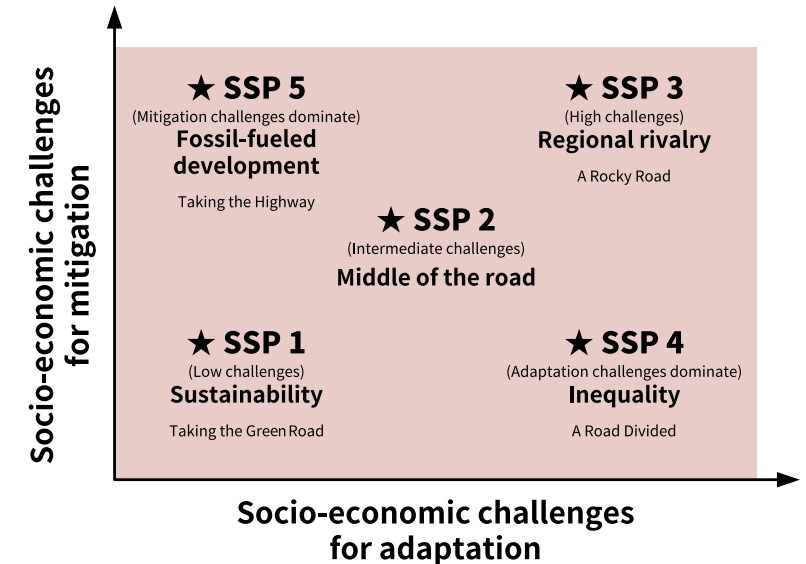 Socio-economic challenges
for mitigation
★ SSP 5
(Mitigation challenges dominate)
Fossil-fueled
development
Taking the Highway
★ SSP 3
(High challenges)
Regional rivalry
A Rocky Road
★ SSP 2
(Intermediate challenges)
Middle of the road
★ SSP 1
(Low challenges)
Sustainability
Taking the Green Road
★ SSP 4
(Adaptation challenges dominate)
Inequality
A Road Divided
Socio-economic challenges
for adaptation